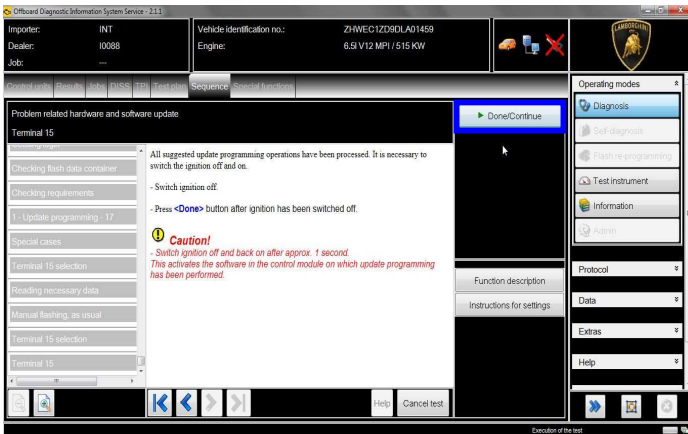 Offboard Diagnostic Information System Service - 2.1.1
Importer: INT
Dealer: I0088
Job: ---
Vehicle identification no.: ZHWEC1ZD9DLA01459
Engine: 6.5l V12 MPI / 515 KW
LAMBORGHINI
Control units Results Jobs DISS TPI Test plan Sequence Special functions
Problem related hardware and software update
Terminal 15
Checking flash data container
Checking requirements
1 - Update programming - 17
Special cases
Terminal 15 selection
Reading necessary data
Manual flashing, as usual
Terminal 15 selection
Terminal 15
All suggested update programming operations have been processed. It is necessary to
switch the ignition off and on.
- Switch ignition off.
- Press <Done> button after ignition has been switched off.
Caution!
- Switch ignition off and back on after approx. 1 second.
This activates the software in the control module on which update programming
has been performed.
Help
Cancel test
Done/Continue
Function description
Instructions for settings
Operating modes
Diagnosis
Self-diagnosis
Flash re-programming
Test instrument
Information
Admin
Protocol
Data
Extras
Help
Execution of the test